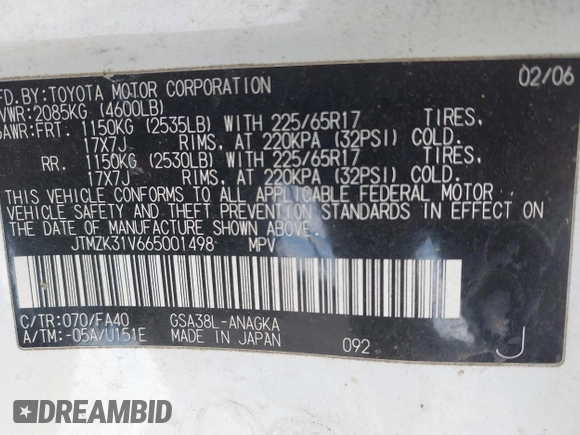 FD.BY:TOYOTA MOTOR CORPORATION 02/06
VWR:2085KG (4600LB)
AWR:FRT. 1150KG (2535LB) WITH 225/65R17 TIRES,
17X7J RIMS, AT 220KPA (32PSI) COLD.
RR. 1150KG (2530LB) WITH 225/65R17 TIRES,
17X7J RIMS, AT 220KPA (32PSI) COLD.
THIS VEHICLE CONFORMS TO ALL APPLICABLE FEDERAL MOTOR
VEHICLE SAFETY AND THEFT PREVENTION STANDARDS IN EFFECT ON
THE DATE OF MANUFACTURE SHOWN ABOVE.
JTMZK31V665001498 MPV
C/TR:070/FA40 GSA38L-ANAGKA
A/TM:-05A/U151E MADE IN JAPAN 092 J
DREAMBID